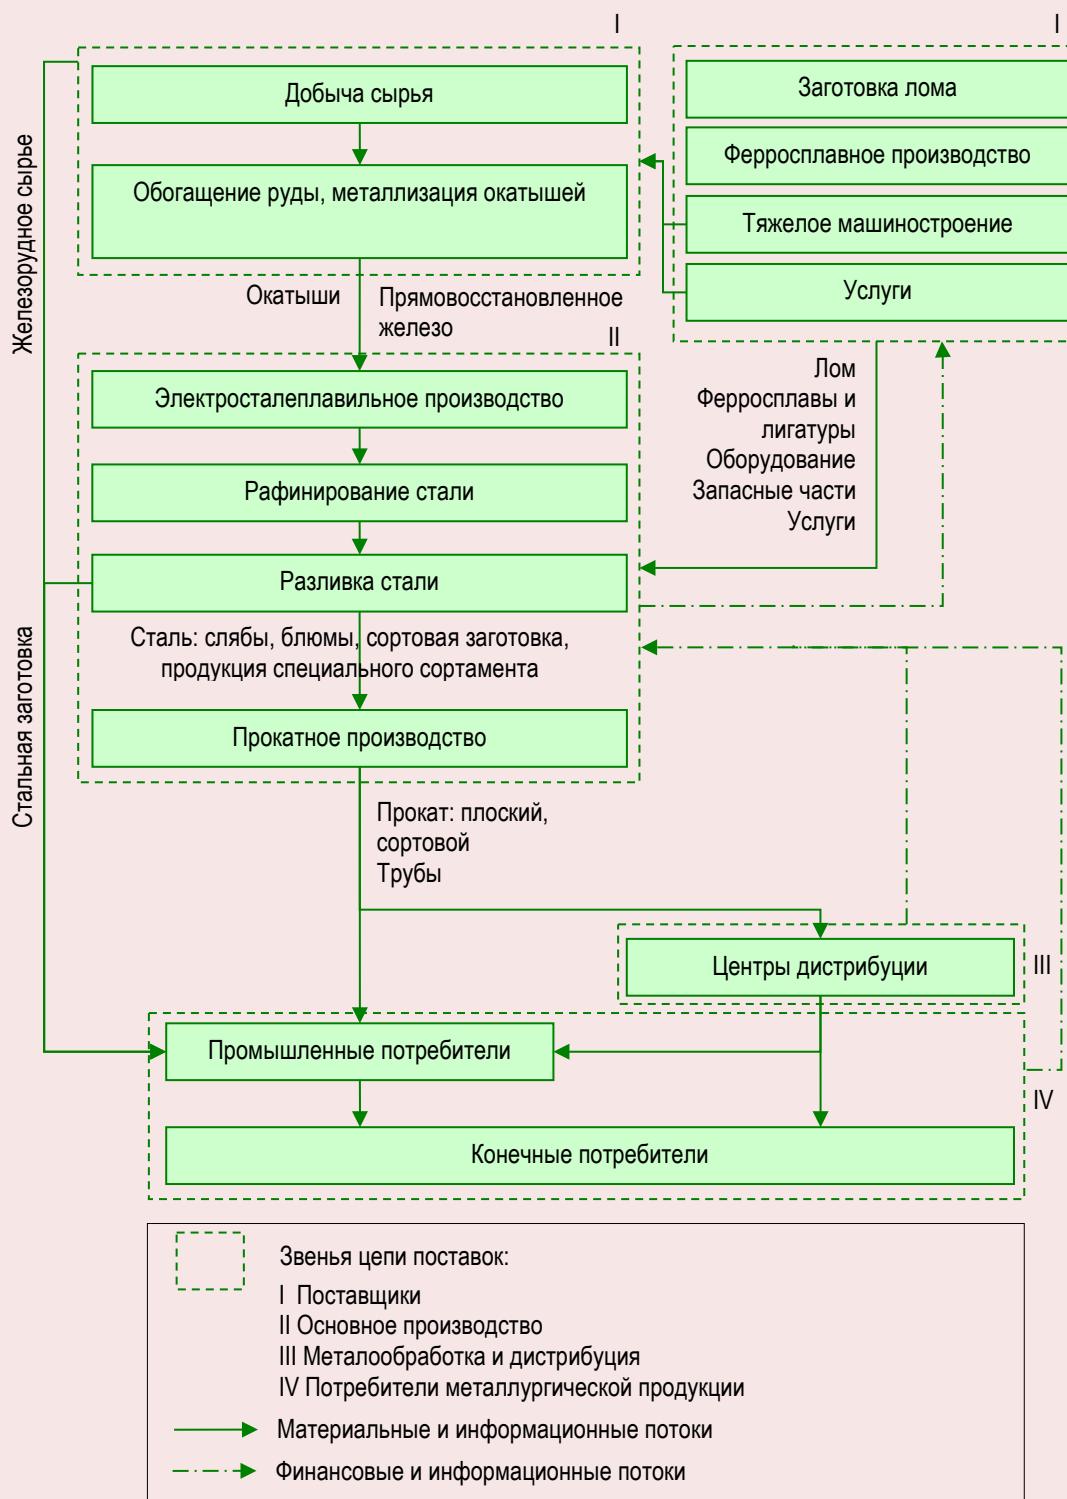 I
I
Добыча сырья
Обогащение руды, металлизация окатышей
Заготовка лома
Ферросплавное производство
Тяжелое машиностроение
Услуги
Железорудное сырье
Окатыши
Прямовосстановленное
железо
II
Электросталеплавильное производство
Рафинирование стали
Разливка стали
Лом
Ферросплавы и
лигатуры
Оборудование
Запасные части
Услуги
Сталь: слябы, блюмы, сортовая заготовка,
продукция специального сортамента
Прокатное производство
Стальная заготовка
Прокат: плоский,
сортовой
Трубы
Центры дистрибуции
III
Промышленные потребители
IV
Конечные потребители
Звенья цепи поставок:
I Поставщики
II Основное производство
III Металообработка и дистрибуция
IV Потребители металлургической продукции
Материальные и информационные потоки
Финансовые и информационные потоки